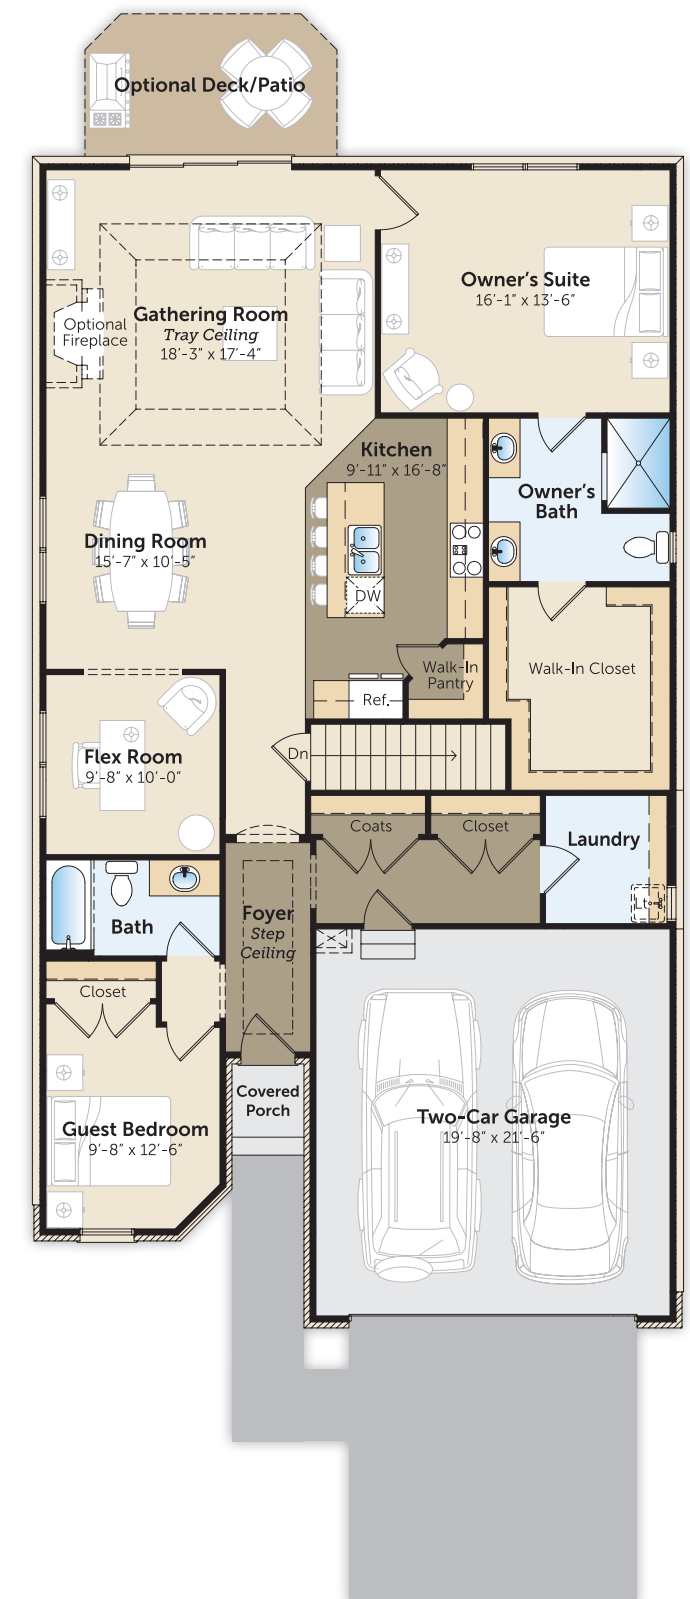 Optional Deck/Patio
Owner's Suite
16'-1" x 13'-6"
Gathering Room
Tray Ceiling
18'-3" x 17'-4"
Optional
Fireplace
Kitchen
9'-11" x 16'-8"
Owner's
Bath
Dining Room
15'-7" x 10'-5"
DW
Walk-In
Pantry
Walk-In Closet
Ref.
Flex Room
9'-8" x 10'-0"
Dn
Coats
Closet
Laundry
Lt.
Bath
Foyer
Step
Ceiling
x
Closet
Covered
Porch
Guest Bedroom
9'-8" x 12'-6"
Two-Car Garage
19'-8" x 21'-6"